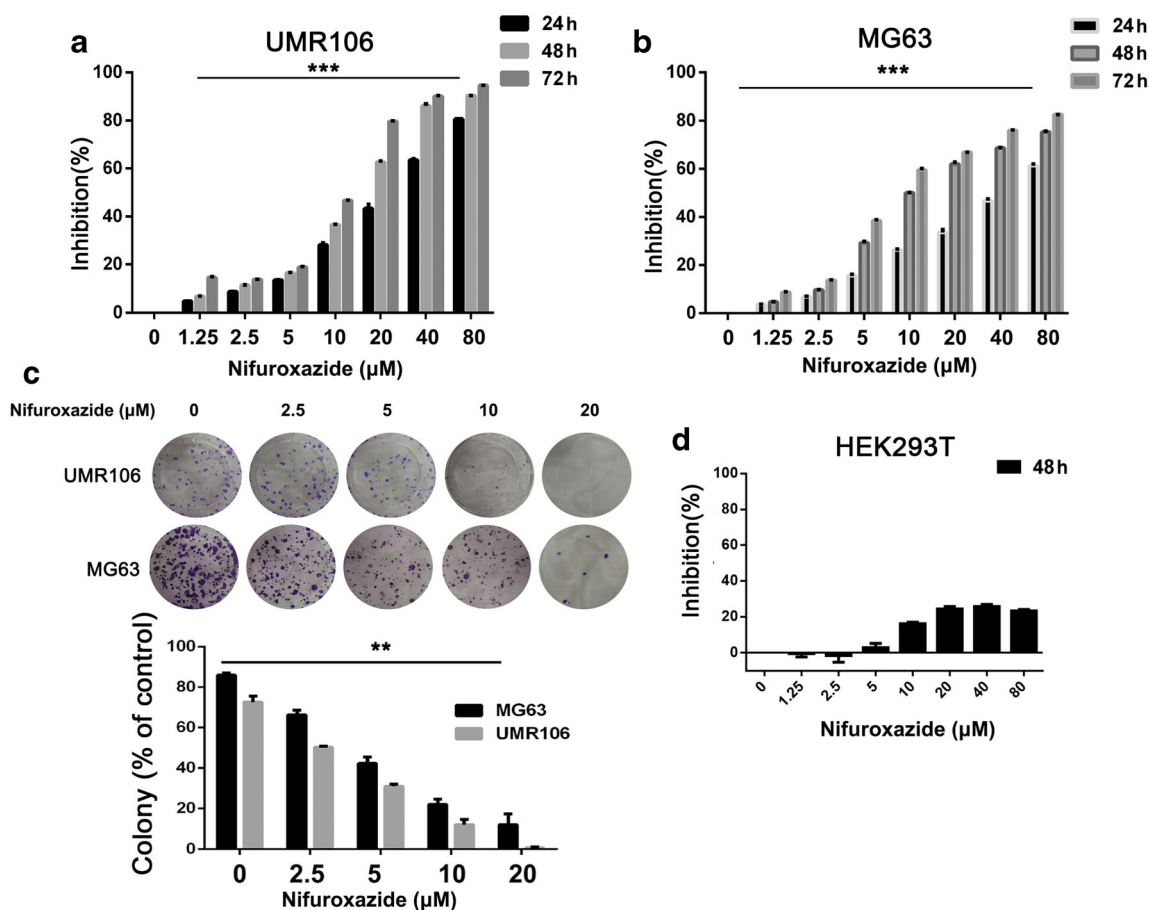 a
UMR106
24 h
48 h
72 h
***
100
80
60
40
20
0
Inhibition(%)
0 1.25 2.5 5 10 20 40 80
Nifuroxazide (µM)
b
MG63
24 h
48 h
72 h
***
100
80
60
40
20
0
Inhibition(%)
0 1.25 2.5 5 10 20 40 80
Nifuroxazide (µM)
c
Nifuroxazide (µM) 0 2.5 5 10 20
UMR106
MG63
100
80
60
40
20
0
Colony (% of control)
**
MG63
UMR106
0 2.5 5 10 20
Nifuroxazide (µM)
d
HEK293T
48 h
100
80
60
40
20
0
Inhibition(%)
0 1.25 2.5 5 10 20 40 80
Nifuroxazide (µM)